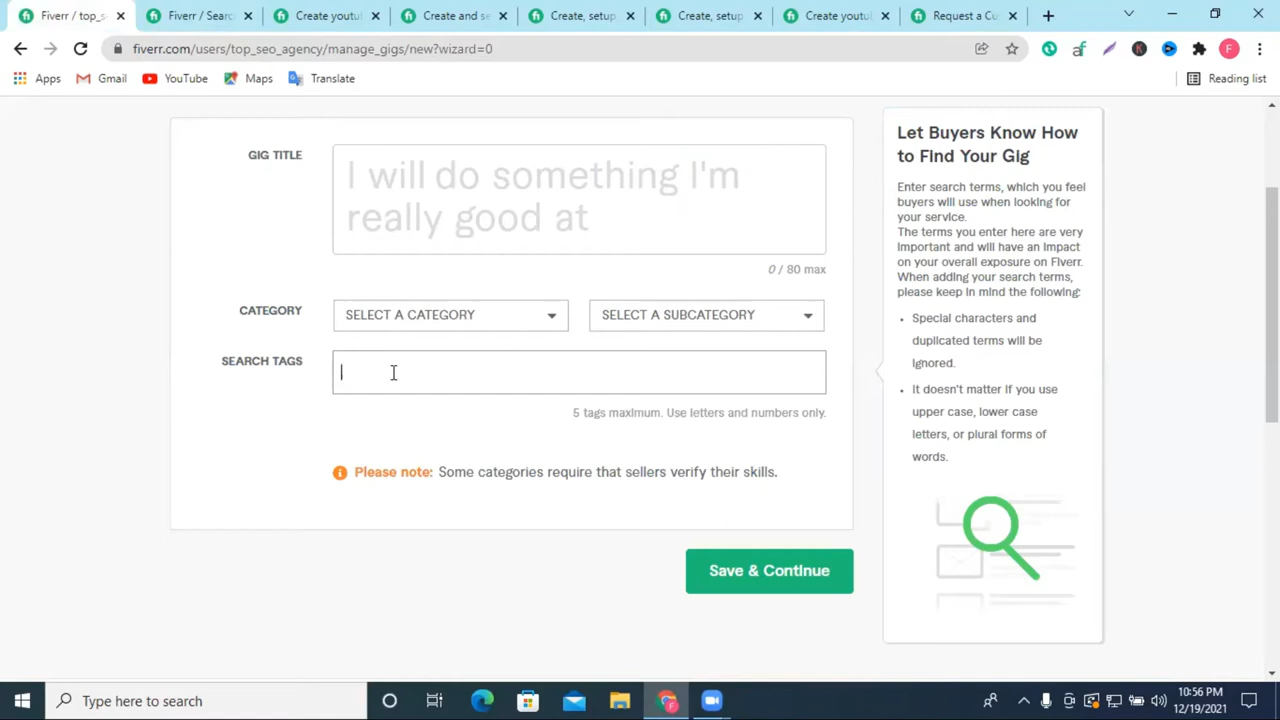 Fiverr / top_s
Fiverr / Searc
Create youtul
Create and se
Create, setup,
Create, setup
Create youtul
Request a Cu
fiverr.com/users/top_seo_agency/manage_gigs/new?wizard=0
af
K
F
Apps
Gmail
YouTube
Maps
Translate
Reading list
GIG TITLE
I will do something I'm
really good at
0 / 80 max
CATEGORY
SELECT A CATEGORY
SELECT A SUBCATEGORY
SEARCH TAGS
5 tags maximum. Use letters and numbers only.
Please note: Some categories require that sellers verify their skills.
Save & Continue
Let Buyers Know How
to Find Your Gig
Enter search terms, which you feel
buyers will use when looking for
your service.
The terms you enter here are very
important and will have an impact
on your overall exposure on Fiverr.
When adding your search terms,
please keep in mind the following:
• Special characters and
duplicated terms will be
ignored.
• It doesn't matter if you use
upper case, lower case
letters, or plural forms of
words.
Type here to search
10:56 PM
12/19/2021